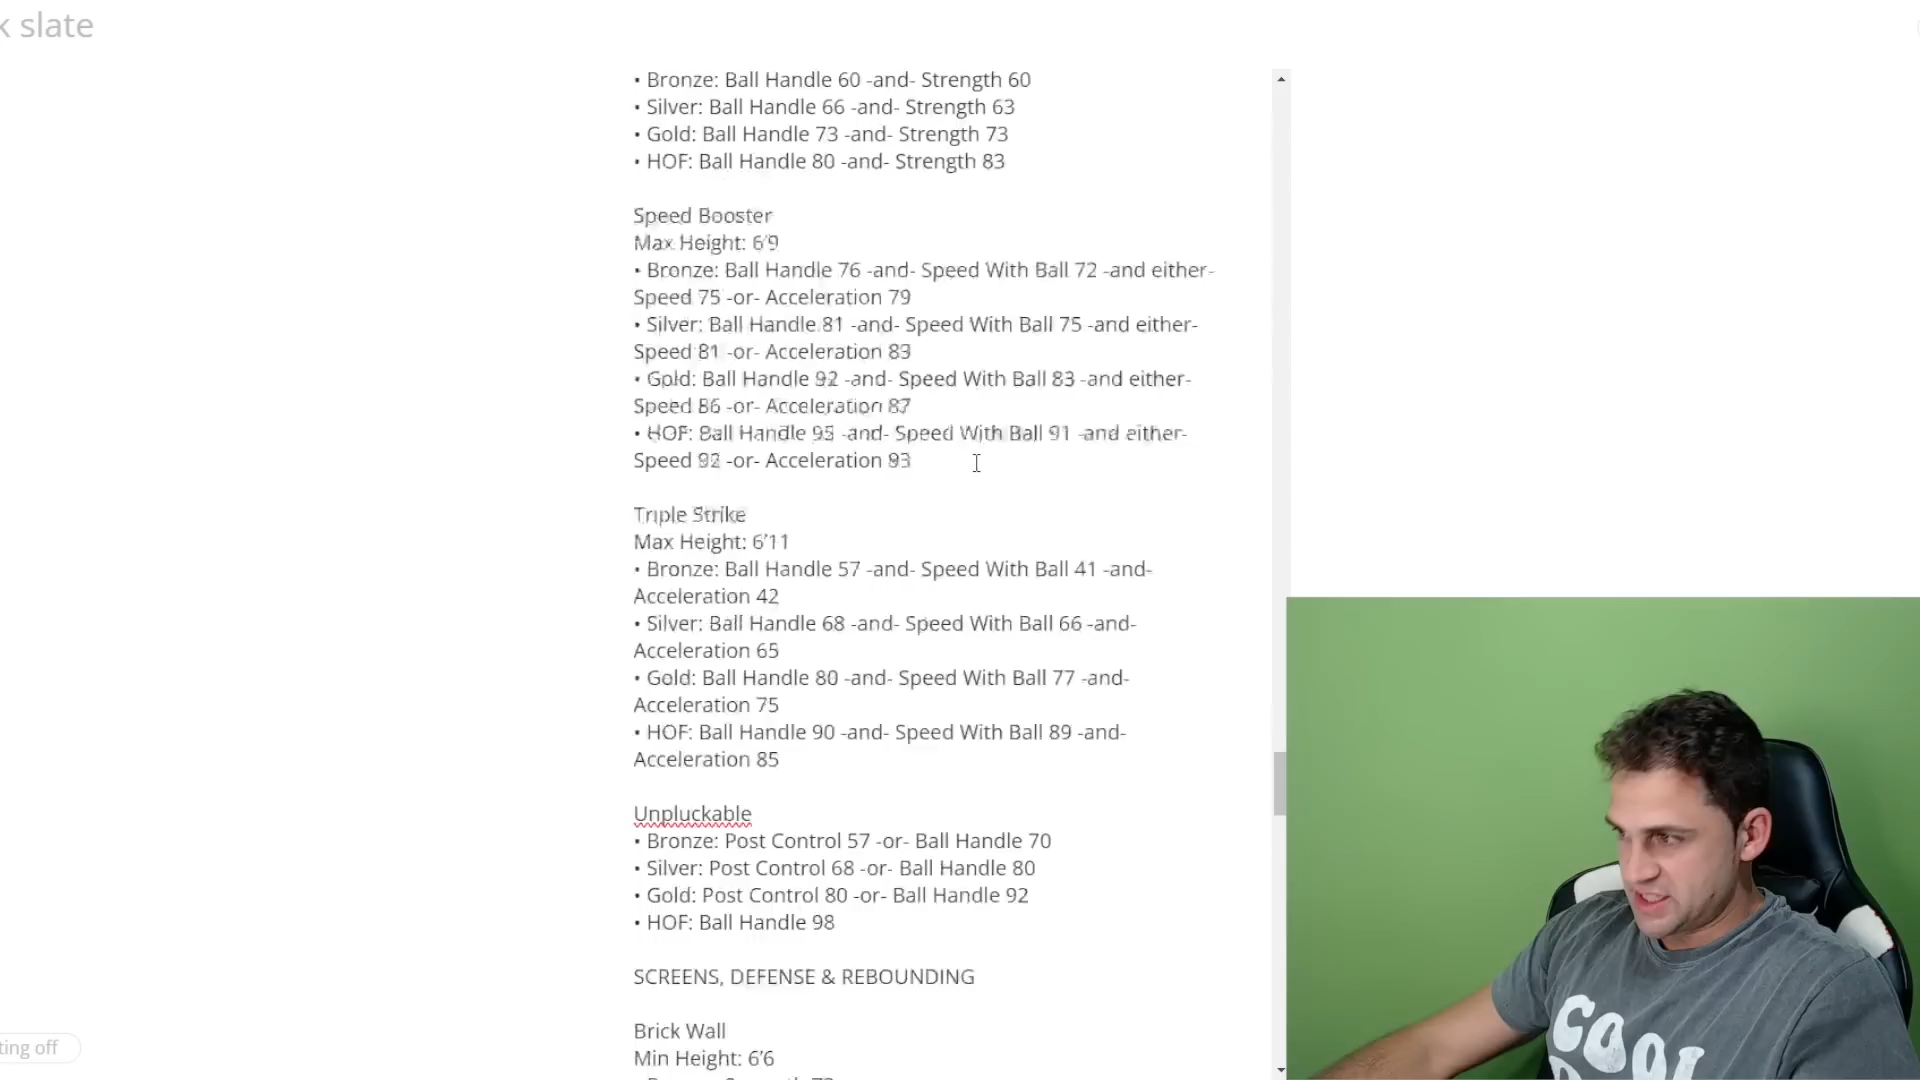 k slate
• Bronze: Ball Handle 60 -and- Strength 60
• Silver: Ball Handle 66 -and- Strength 63
• Gold: Ball Handle 73 -and- Strength 73
• HOF: Ball Handle 80 -and- Strength 83
Speed Booster
Max Height: 6'9
• Bronze: Ball Handle 76 -and- Speed With Ball 72 -and either-
Speed 75 -or- Acceleration 79
• Silver: Ball Handle 81 -and- Speed With Ball 75 -and either-
Speed 81 -or- Acceleration 83
• Gold: Ball Handle 92 -and- Speed With Ball 83 -and either-
Speed 86 -or- Acceleration 87
• HOF: Ball Handle 95 -and- Speed With Ball 91 -and either-
Speed 92 -or- Acceleration 93
Triple Strike
Max Height: 6'11
• Bronze: Ball Handle 57 -and- Speed With Ball 41 -and-
Acceleration 42
• Silver: Ball Handle 68 -and- Speed With Ball 66 -and-
Acceleration 65
• Gold: Ball Handle 80 -and- Speed With Ball 77 -and-
Acceleration 75
• HOF: Ball Handle 90 -and- Speed With Ball 89 -and-
Acceleration 85
Unpluckable
• Bronze: Post Control 57 -or- Ball Handle 70
• Silver: Post Control 68 -or- Ball Handle 80
• Gold: Post Control 80 -or- Ball Handle 92
• HOF: Ball Handle 98
SCREENS, DEFENSE & REBOUNDING
Brick Wall
ting off
Min Height: 6'6
COOL